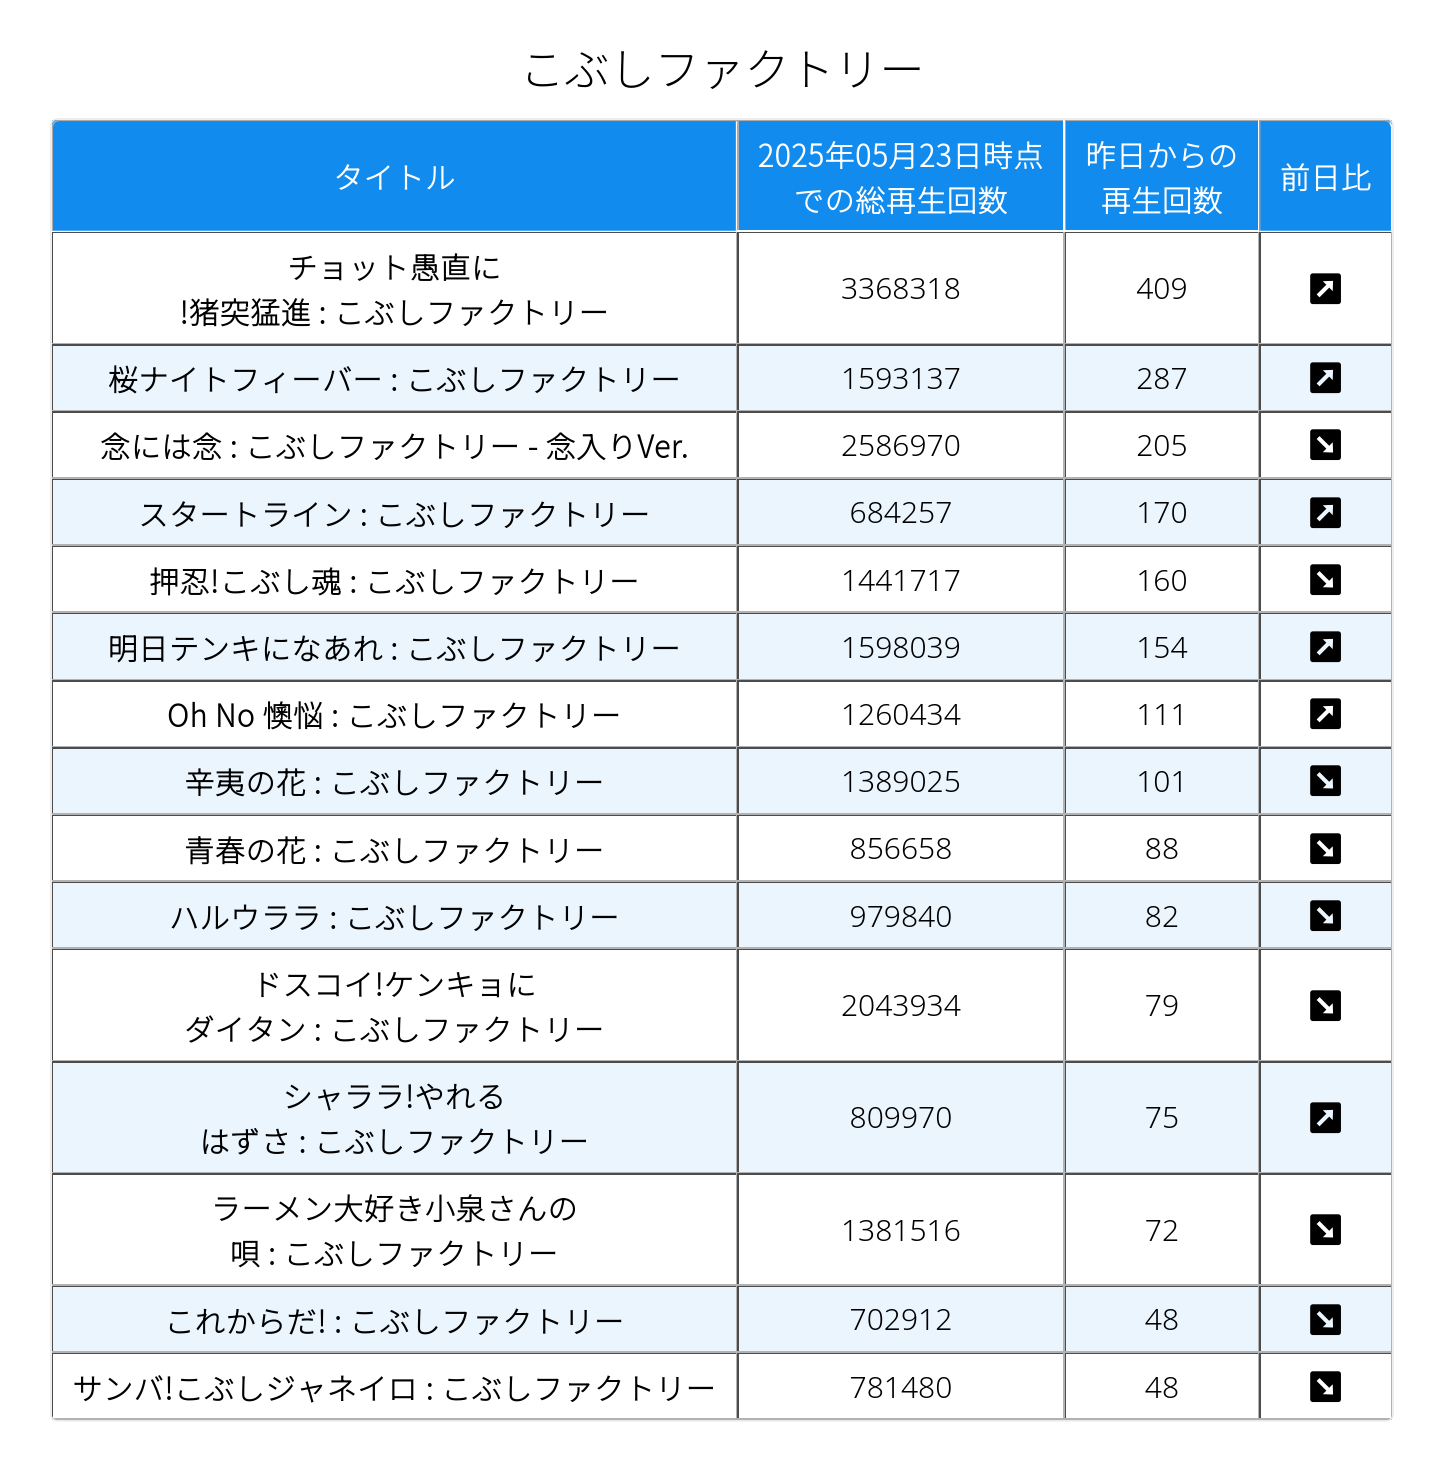 こぶしファクトリー
タイトル
2025年05月23日時点
での総再生回数
昨日からの
再生回数
前日比
チョット愚直に
!猪突猛進 : こぶしファクトリー
3368318
409
↗
桜ナイトフィーバー : こぶしファクトリー
1593137
287
↗
念には念 : こぶしファクトリー - 念入りVer.
2586970
205
↘
スタートライン : こぶしファクトリー
684257
170
↗
押忍!こぶし魂 : こぶしファクトリー
1441717
160
↘
明日テンキになあれ : こぶしファクトリー
1598039
154
↗
Oh No 懊悩 : こぶしファクトリー
1260434
111
↗
辛夷の花 : こぶしファクトリー
1389025
101
↘
青春の花 : こぶしファクトリー
856658
88
↘
ハルウララ : こぶしファクトリー
979840
82
↘
ドスコイ!ケンキョに
ダイタン : こぶしファクトリー
2043934
79
↘
シャララ!やれる
はずさ : こぶしファクトリー
809970
75
↗
ラーメン大好き小泉さんの
唄 : こぶしファクトリー
1381516
72
↘
これからだ! : こぶしファクトリー
702912
48
↘
サンバ!こぶしジャネイロ : こぶしファクトリー
781480
48
↘